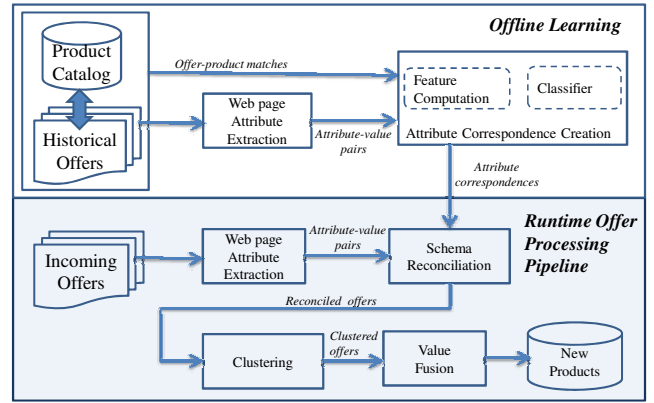 Offline Learning
Product
Catalog
Offer-product matches
Feature
Computation
Classifier
Web page
Attribute
Extraction
Attribute-value
pairs
Attribute Correspondence Creation
Historical
Offers
Attribute
correspondences
Runtime Offer
Processing
Pipeline
Incoming
Offers
Web page
Attribute
Extraction
Attribute-value
pairs
Schema
Reconciliation
Reconciled offers
Clustering
Clustered
offers
Value
Fusion
New
Products